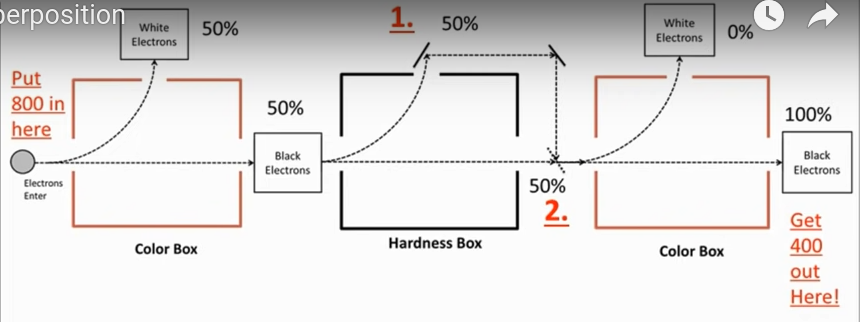 perposition
White
Electrons
50%
Put
800 in
here
Electrons
Enter
Color Box
50%
Black
Electrons
1.
50%
Hardness Box
50%
2.
White
Electrons
0%
Color Box
100%
Black
Electrons
Get
400
out
Here!